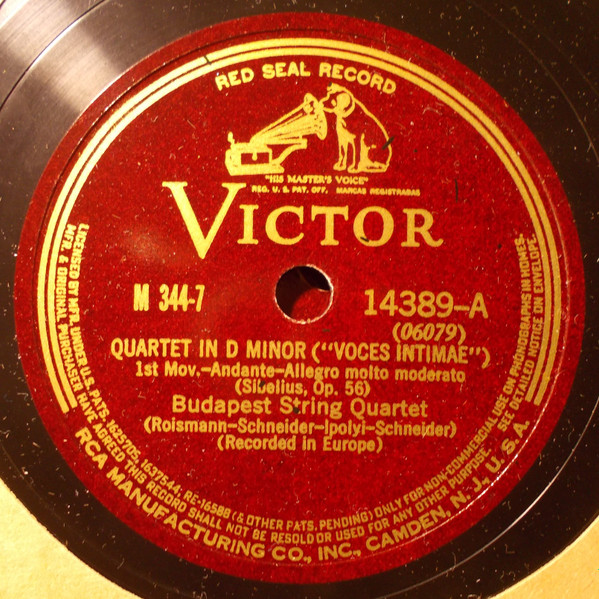 RED SEAL RECORD
"HIS MASTER'S VOICE"
REG. U. S. PAT. OFF. MARCAS REGISTRADAS
VICTOR
M 344-7
14389-A
(06079)
QUARTET IN D MINOR ("VOCES INTIMAE")
1st Mov.-Andante-Allegro molto moderato
(Sibelius, Op. 56)
Budapest String Quartet
(Roismann-Schneider-Ipolyi-Schneider)
(Recorded in Europe)
LICENSED BY MFR. UNDER U.S. PATS. 1625705, 1637544, RE-16588 (& OTHER PATS. PENDING) ONLY FOR NON-COMMERCIAL USE ON PHONOGRAPHS IN HOMES.
MFR. & ORIGINAL PURCHASER HAVE AGREED THIS RECORD SHALL NOT BE RESOLD OR USED FOR ANY OTHER PURPOSE. SEE DETAILED NOTICE ON ENVELOPE.
RCA MANUFACTURING CO., INC., CAMDEN, N. J., U. S. A.